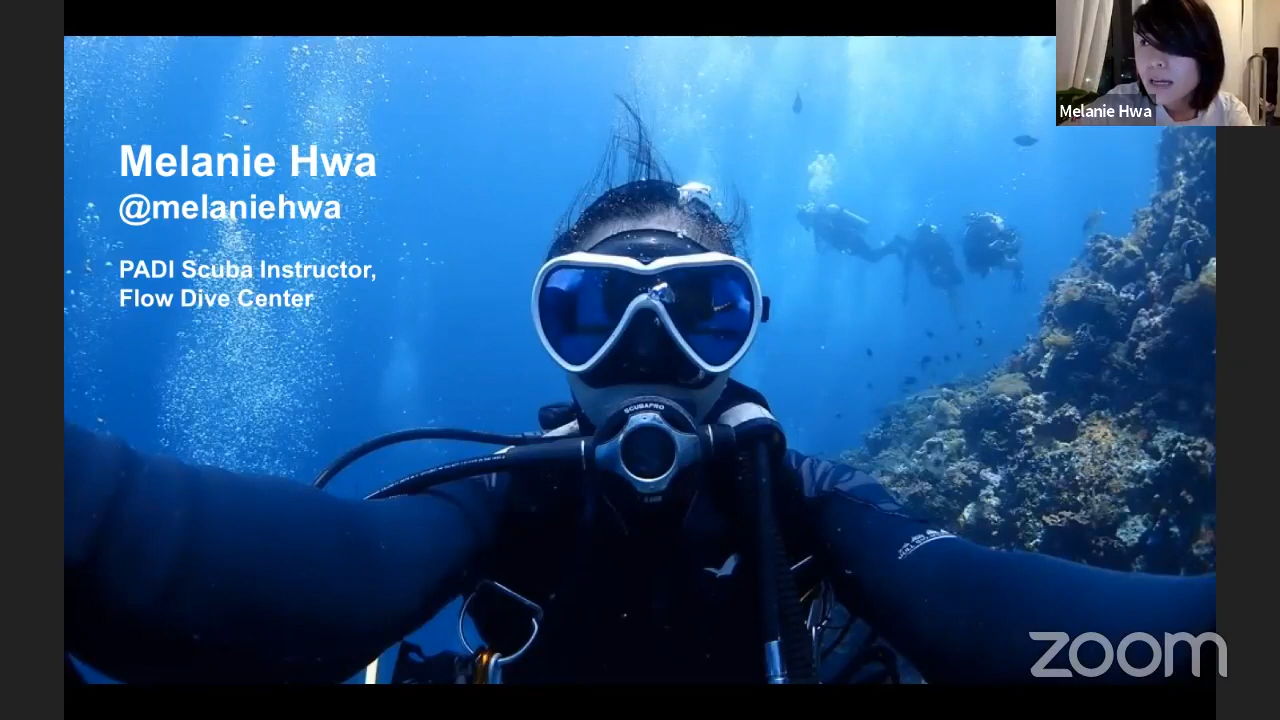 Melanie Hwa
Melanie Hwa
@melaniehwa
PADI Scuba Instructor,
Flow Dive Center
SCUBAPRO
zoom